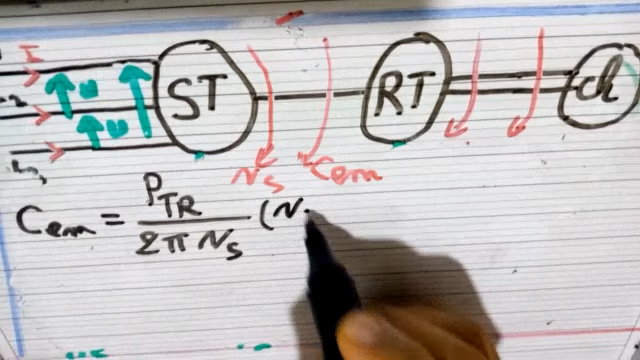 I
U U ST RT ch
Ns Cem
Cem = PTR / 2π Ns (N.